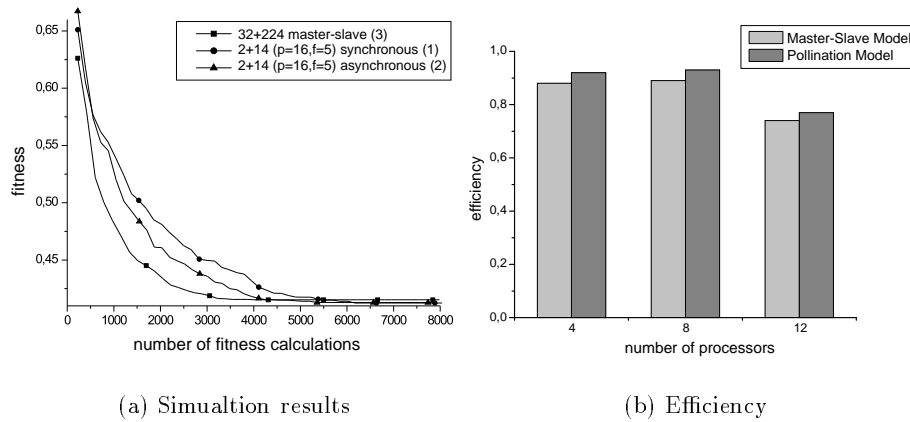 32+224 master-slave (3)
2+14 (p=16,f=5) synchronous (1)
2+14 (p=16,f=5) asynchronous (2)
0,65
0,60
0,55
0,50
0,45
fitness
0 1000 2000 3000 4000 5000 6000 7000 8000
number of fitness calculations
(a) Simualtion results
Master-Slave Model
Pollination Model
1,0
0,8
0,6
0,4
0,2
0,0
efficiency
4 8 12
number of processors
(b) Efficiency